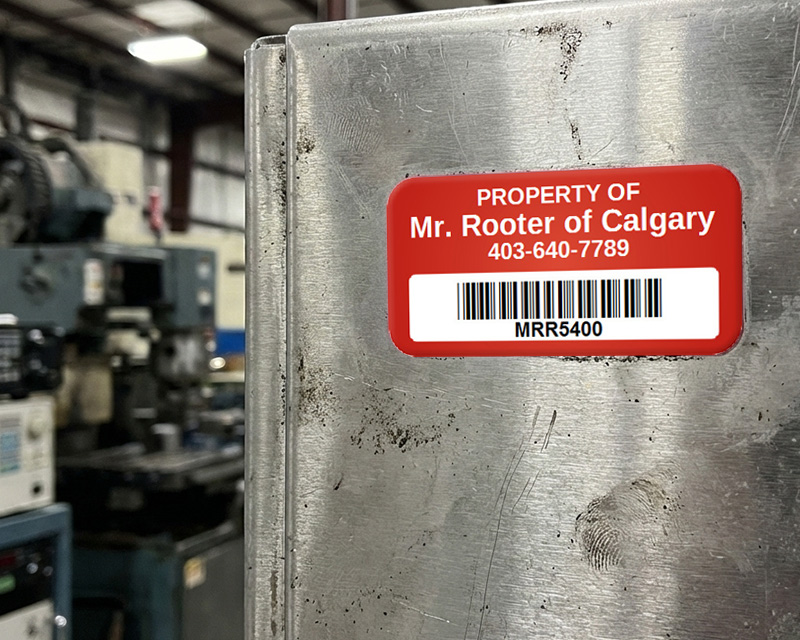 PROPERTY OF
Mr. Rooter of Calgary
403-640-7789
MRR5400